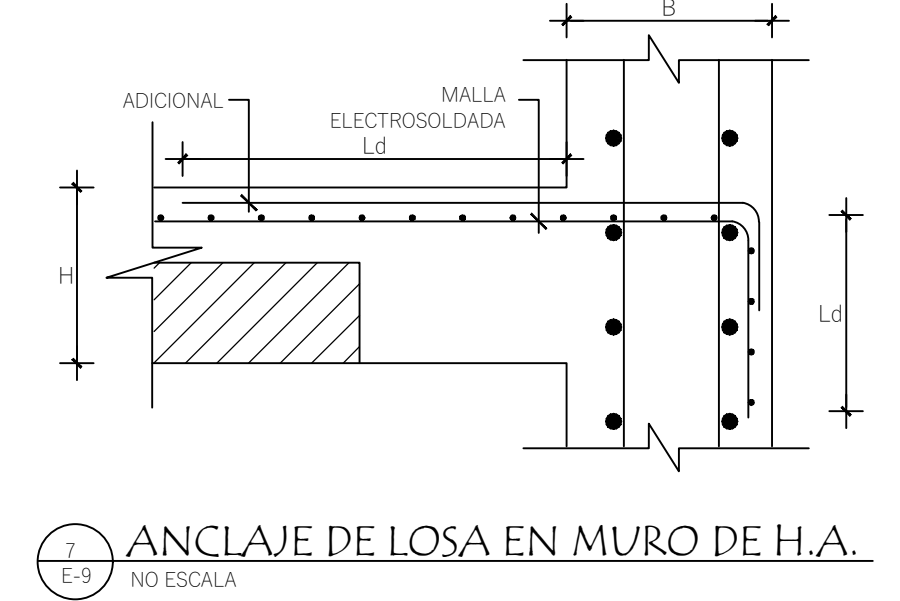 B
ADICIONAL
MALLA
ELECTROSOLDADA
Ld
H
Ld
7
E-9
ANCLAJE DE LOSA EN MURO DE H.A.
NO ESCALA